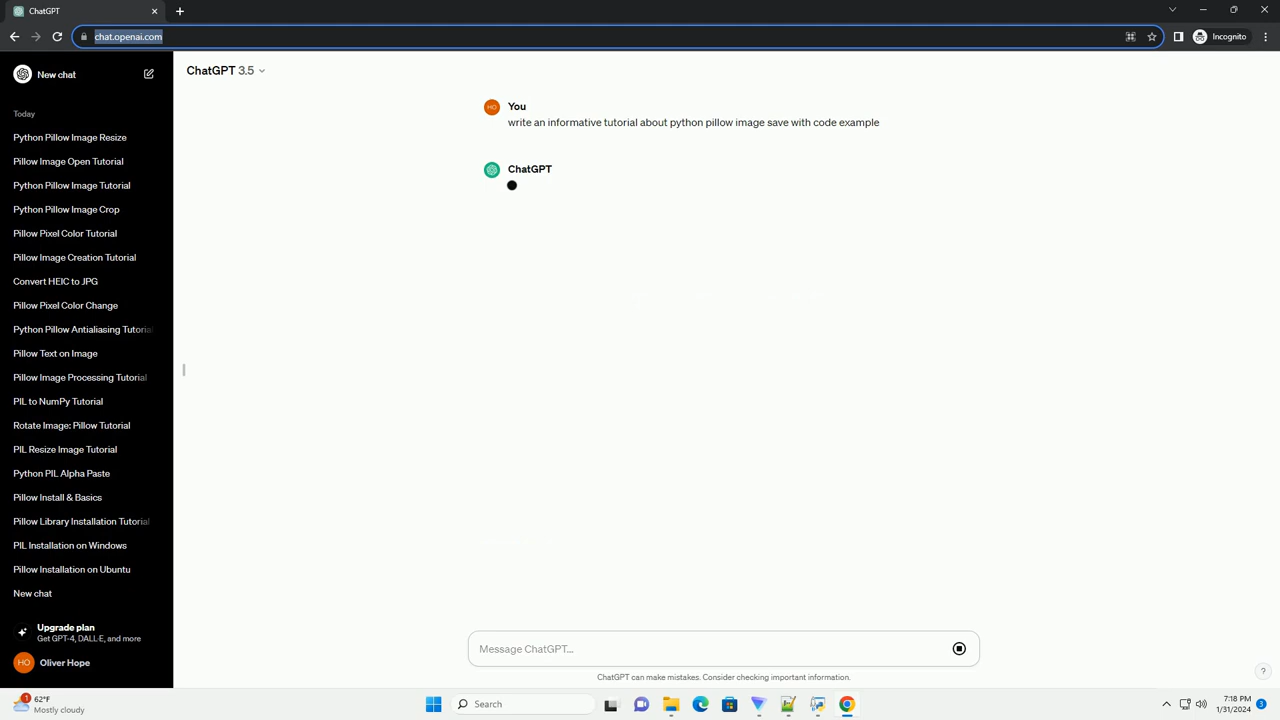 ChatGPT
chat.openai.com
Incognito
New chat
Today
Python Pillow Image Resize
Pillow Image Open Tutorial
Python Pillow Image Tutorial
Python Pillow Image Crop
Pillow Pixel Color Tutorial
Pillow Image Creation Tutorial
Convert HEIC to JPG
Pillow Pixel Color Change
Python Pillow Antialiasing Tutorial
Pillow Text on Image
Pillow Image Processing Tutorial
PIL to NumPy Tutorial
Rotate Image: Pillow Tutorial
PIL Resize Image Tutorial
Python PIL Alpha Paste
Pillow Install & Basics
Pillow Library Installation Tutorial
PIL Installation on Windows
Pillow Installation on Ubuntu
New chat
Upgrade plan
Get GPT-4, DALL·E, and more
HO Oliver Hope
ChatGPT 3.5
HO You
write an informative tutorial about python pillow image save with code example
ChatGPT
Message ChatGPT...
ChatGPT can make mistakes. Consider checking important information.
?
1
62°F
Mostly cloudy
Search
7:18 PM
1/31/2024
3